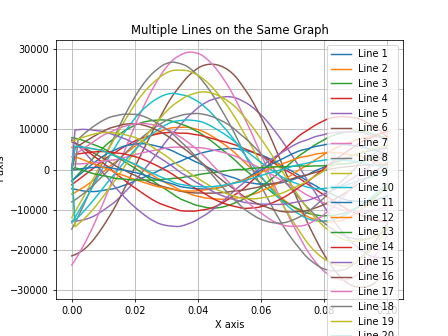 Multiple Lines on the Same Graph
30000
20000
10000
0
−10000
−20000
−30000
0.00
0.02
0.04
0.06
0.08
X axis
Line 1
Line 2
Line 3
Line 4
Line 5
Line 6
Line 7
Line 8
Line 9
Line 10
Line 11
Line 12
Line 13
Line 14
Line 15
Line 16
Line 17
Line 18
Line 19
Line 20